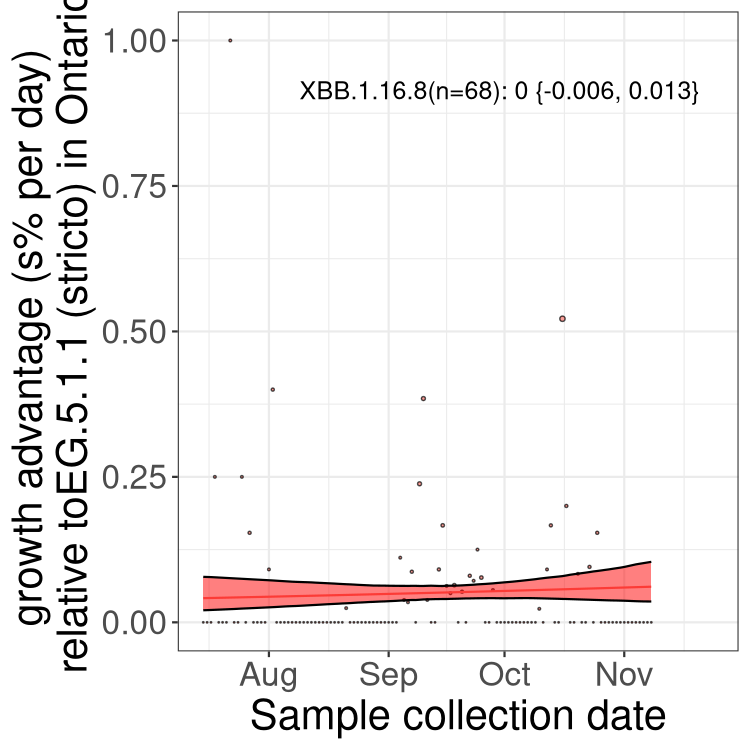 growth advantage (s% per day)
relative toEG.5.1.1 (stricto) in Ontario
1.00
0.75
0.50
0.25
0.00
XBB.1.16.8(n=68): 0 {-0.006, 0.013}
Aug Sep Oct Nov
Sample collection date